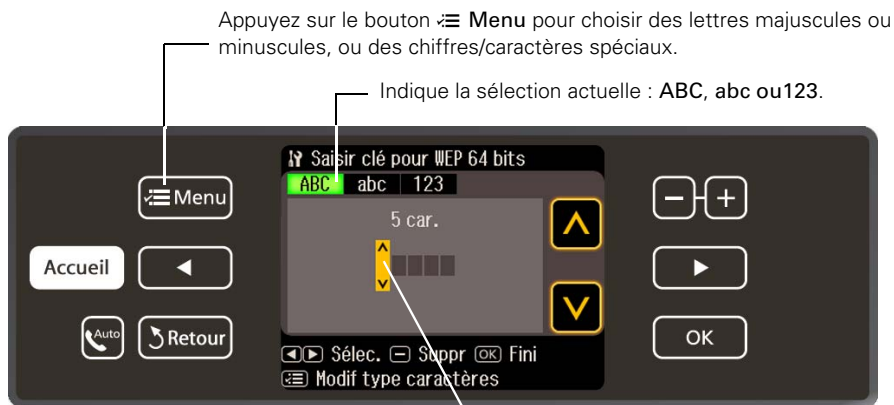 Appuyez sur le bouton Menu pour choisir des lettres majuscules ou
minuscules, ou des chiffres/caractères spéciaux.
Indique la sélection actuelle : ABC, abc ou123.
Saisir clé pour WEP 64 bits
ABC abc 123
Menu
5 car.
- +
Accueil
Auto
Retour
OK
Sélec. - Suppr OK Fini
Modif type caractères